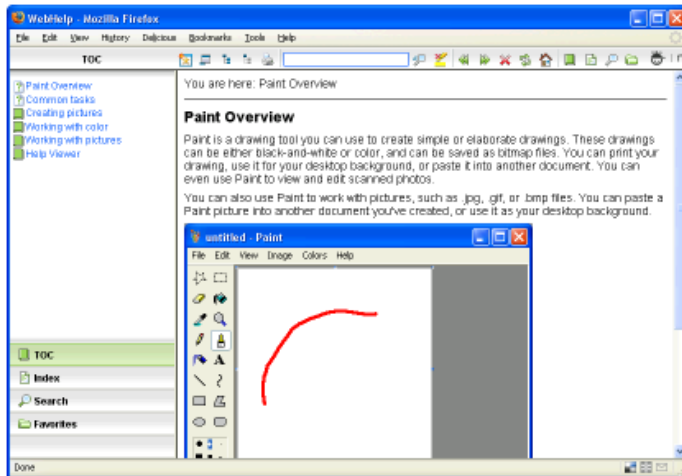 WebHelp - Mozilla Firefox
File Edit View History Delicious Bookmarks Tools Help
TOC
Paint Overview
Common tasks
Creating pictures
Working with color
Working with pictures
Help Viewer
TOC
Index
Search
Favorites
You are here: Paint Overview
Paint Overview
Paint is a drawing tool you can use to create simple or elaborate drawings. These drawings
can be either black-and-white or color, and can be saved as bitmap files. You can print your
drawing, use it for your desktop background, or paste it into another document. You can
even use Paint to view and edit scanned photos.
You can also use Paint to work with pictures, such as .jpg, .gif, or .bmp files. You can paste a
Paint picture into another document you've created, or use it as your desktop background.
untitled - Paint
File Edit View Image Colors Help
A
Done